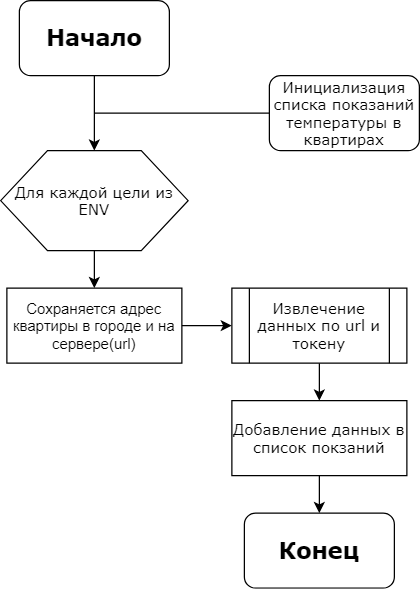 Начало
Инициализация
списка показаний
температуры в
квартирах
Для каждой цели из
ENV
Сохраняется адрес
квартиры в городе и на
сервере(url)
Извлечение
данных по url и
токену
Добавление данных в
список покзаний
Конец